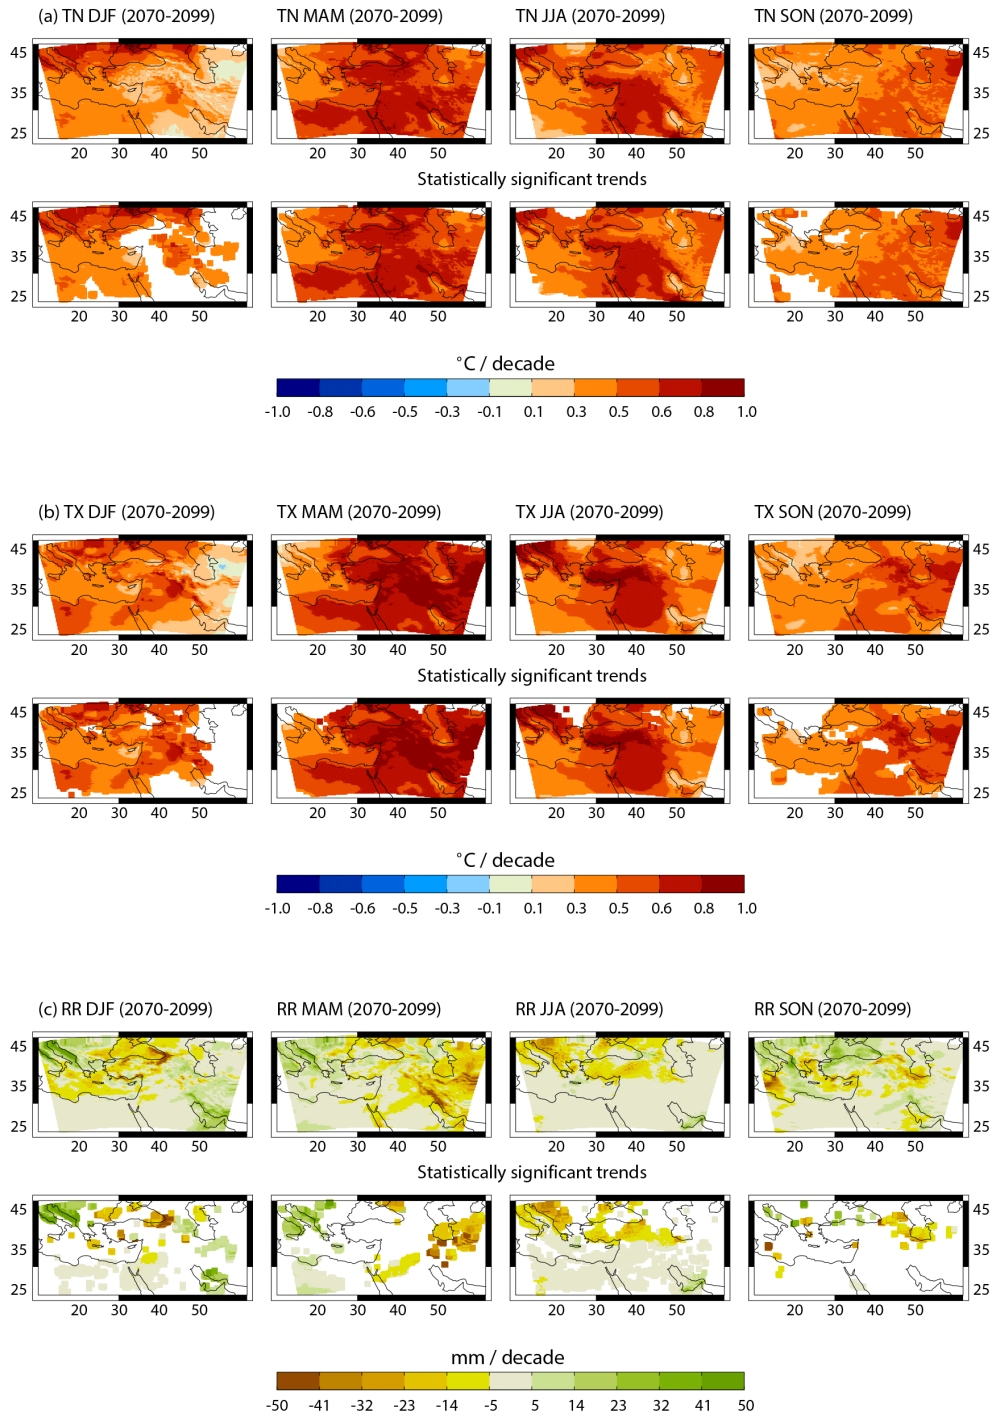 (a) TN DJF (2070-2099) TN MAM (2070-2099) TN JJA (2070-2099) TN SON (2070-2099)
45 45
35 35
25 25
20 30 40 50 20 30 40 50 20 30 40 50 20 30 40 50
Statistically significant trends
45 45
35 35
25 25
20 30 40 50 20 30 40 50 20 30 40 50 20 30 40 50
°C / decade
-1.0 -0.8 -0.6 -0.5 -0.3 -0.1 0.1 0.3 0.5 0.6 0.8 1.0
(b) TX DJF (2070-2099) TX MAM (2070-2099) TX JJA (2070-2099) TX SON (2070-2099)
45 45
35 35
25 25
20 30 40 50 20 30 40 50 20 30 40 50 20 30 40 50
Statistically significant trends
45 45
35 35
25 25
20 30 40 50 20 30 40 50 20 30 40 50 20 30 40 50
°C / decade
-1.0 -0.8 -0.6 -0.5 -0.3 -0.1 0.1 0.3 0.5 0.6 0.8 1.0
(c) RR DJF (2070-2099) RR MAM (2070-2099) RR JJA (2070-2099) RR SON (2070-2099)
45 45
35 35
25 25
20 30 40 50 20 30 40 50 20 30 40 50 20 30 40 50
Statistically significant trends
45 45
35 35
25 25
20 30 40 50 20 30 40 50 20 30 40 50 20 30 40 50
mm / decade
-50 -41 -32 -23 -14 -5 5 14 23 32 41 50